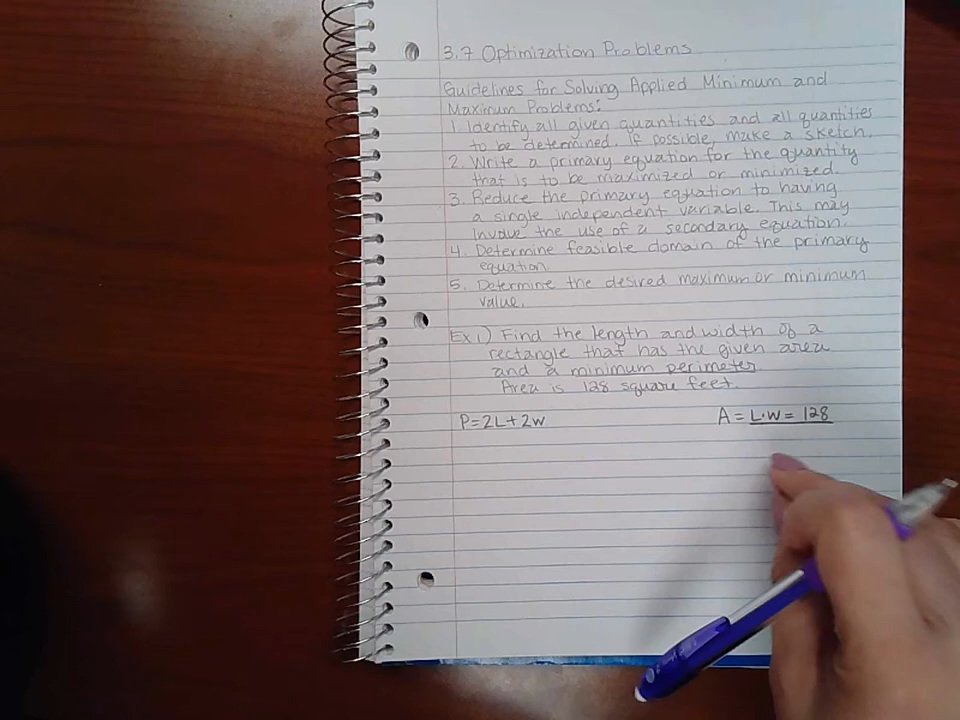 3.7 Optimization Problems
Guidelines for Solving Applied Minimum and
Maximum Problems:
1. Identify all given quantities and all quantities
to be determined. If possible, make a sketch.
2. Write a primary equation for the quantity
that is to be maximized or minimized.
3. Reduce the primary equation to having
a single independent variable. This may
involve the use of a secondary equation.
4. Determine feasible domain of the primary
equation.
5. Determine the desired maximum or minimum
value.
Ex 1) Find the length and width of a
rectangle that has the given area
and a minimum perimeter.
Area is 128 square feet.
P=2L+2W A = L·W = 128